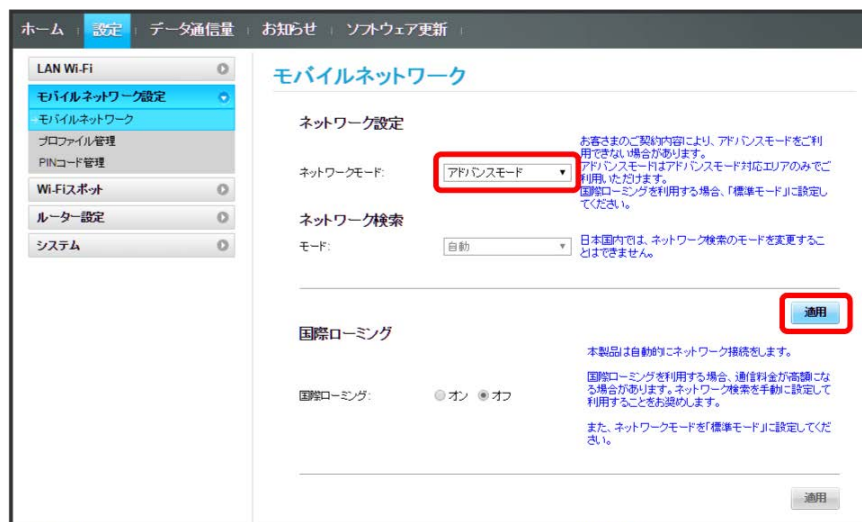 ホーム 設定 データ通信量 お知らせ ソフトウェア更新
LAN Wi-Fi
モバイルネットワーク設定
モバイルネットワーク
プロファイル管理
PINコード管理
Wi-Fiスポット
ルーター設定
システム
モバイルネットワーク
ネットワーク設定
ネットワークモード: アドバンスモード
お客さまのご契約内容により、アドバンスモードをご利
用できない場合があります。
アドバンスモードはアドバンスモード対応エリアのみでご
利用いただけます。
国際ローミングを利用する場合、「標準モード」に設定し
てください。
ネットワーク検索
モード: 自動
日本国内では、ネットワーク検索のモードを変更するこ
とはできません。
適用
国際ローミング
本製品は自動的にネットワーク接続をします。
国際ローミング: オン オフ
国際ローミングを利用する場合、通信料金が高額にな
る場合があります。ネットワーク検索を手動に設定して
利用することをお奨めします。
また、ネットワークモードを「標準モード」に設定してくだ
さい。
適用